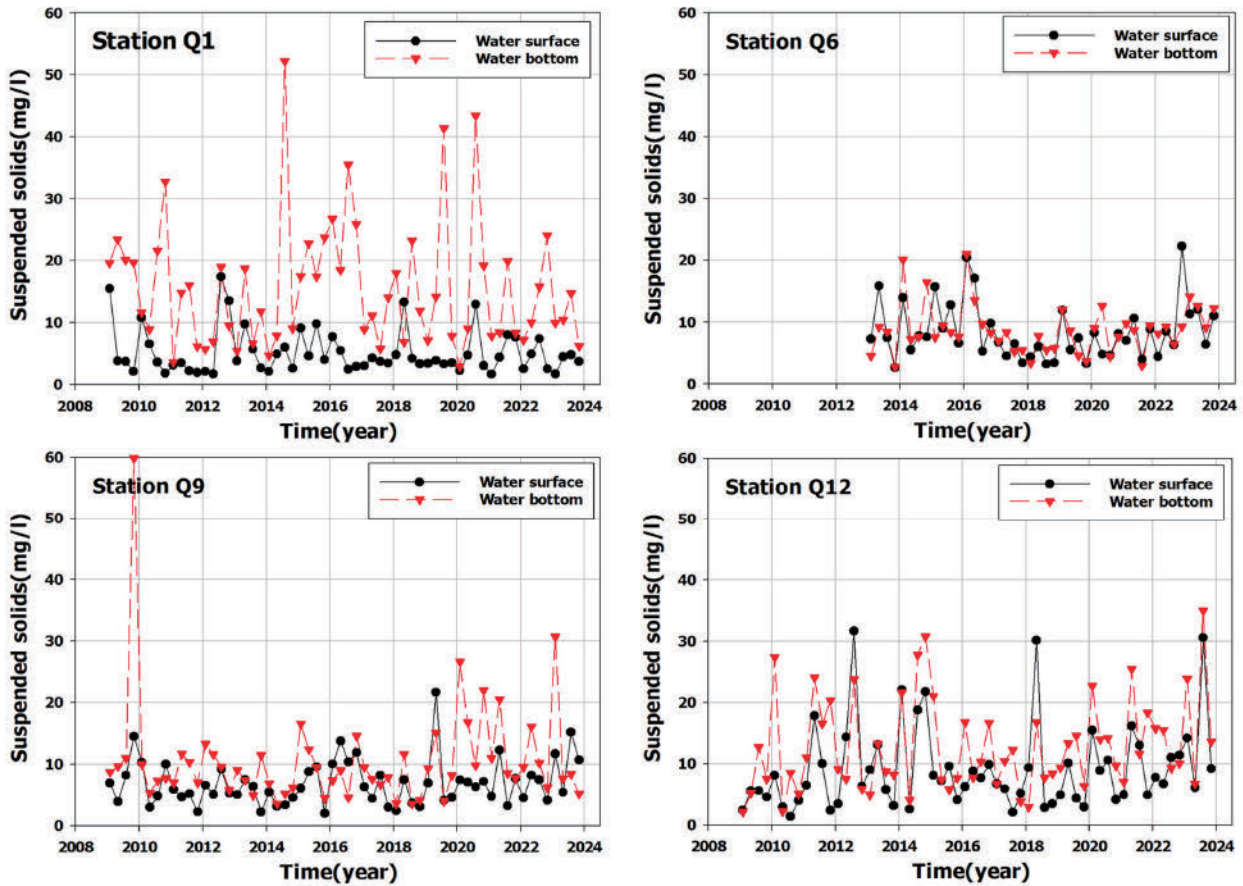 Station Q1
Water surface
Water bottom
Suspended solids(mg/l)
60
50
40
30
20
10
0
2008 2010 2012 2014 2016 2018 2020 2022 2024
Time(year)
Station Q6
Water surface
Water bottom
Suspended solids(mg/l)
60
50
40
30
20
10
0
2008 2010 2012 2014 2016 2018 2020 2022 2024
Time(year)
Station Q9
Water surface
Water bottom
Suspended solids(mg/l)
60
50
40
30
20
10
0
2008 2010 2012 2014 2016 2018 2020 2022 2024
Time(year)
Station Q12
Water surface
Water bottom
Suspended solids(mg/l)
60
50
40
30
20
10
0
2008 2010 2012 2014 2016 2018 2020 2022 2024
Time(year)